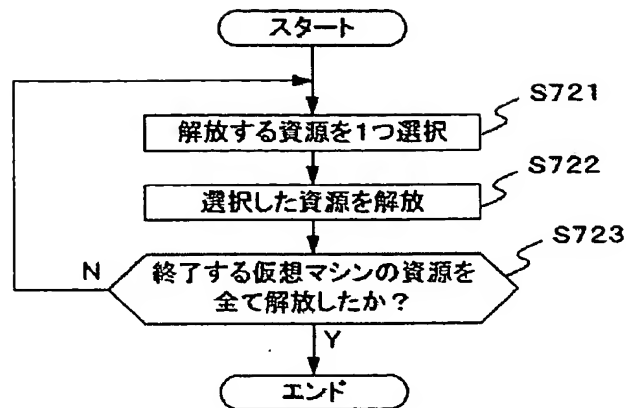 スタート
S721
解放する資源を1つ選択
S722
選択した資源を解放
S723
N
終了する仮想マシンの資源を
全て解放したか?
Y
エンド